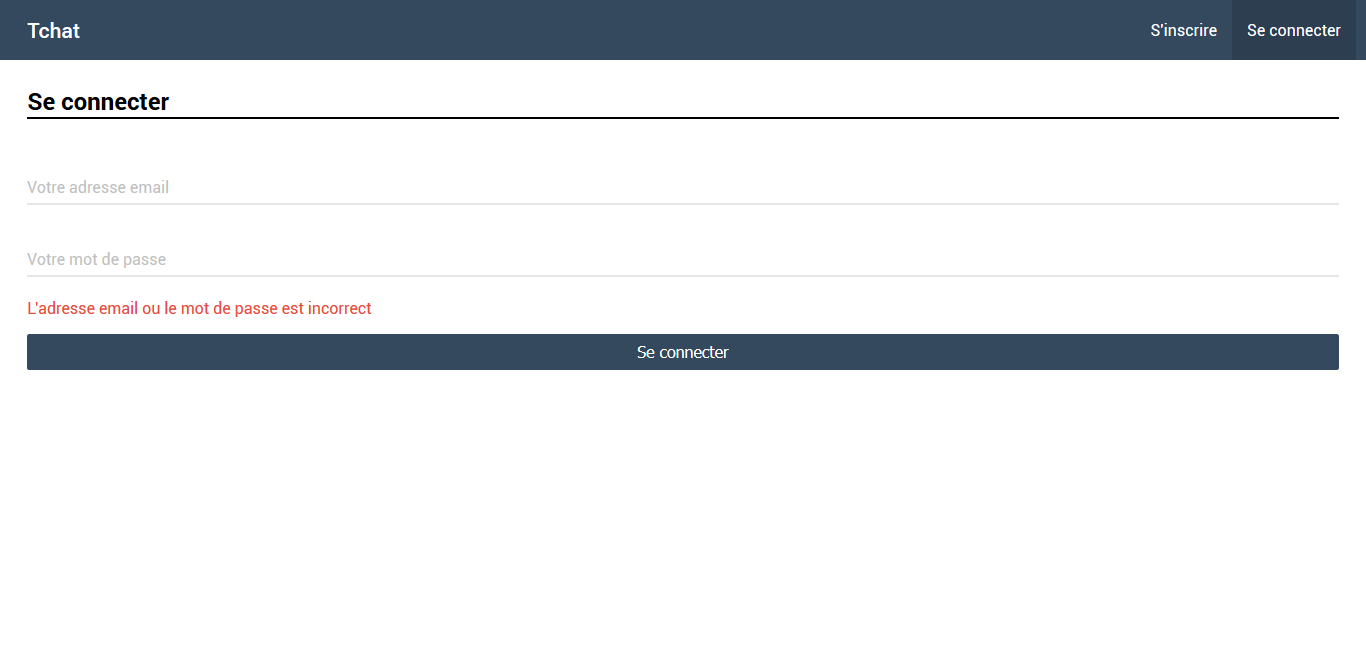 Tchat
S'inscrire
Se connecter
Se connecter
Votre adresse email
Votre mot de passe
L'adresse email ou le mot de passe est incorrect
Se connecter